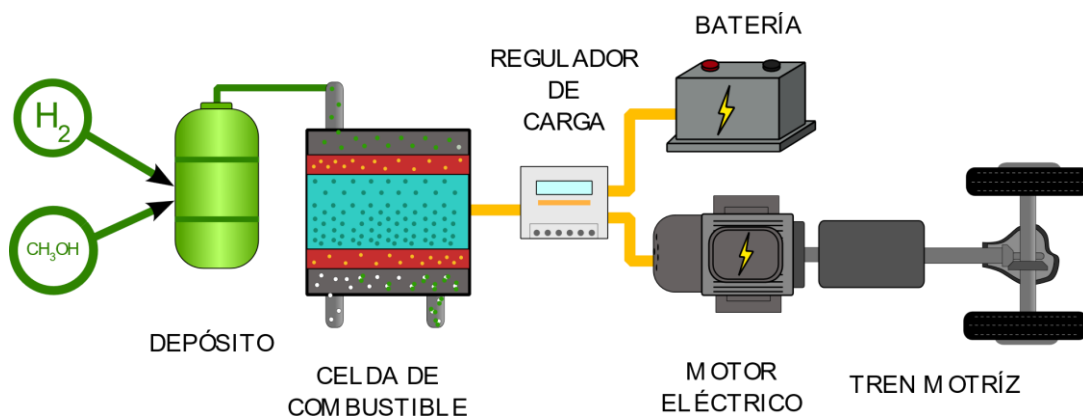 BATERÍA
REGULADOR
DE
CARGA
H₂
CH₃OH
DEPÓSITO
CELDA DE
COMBUSTIBLE
MOTOR
ELÉCTRICO
TREN MOTRÍZ